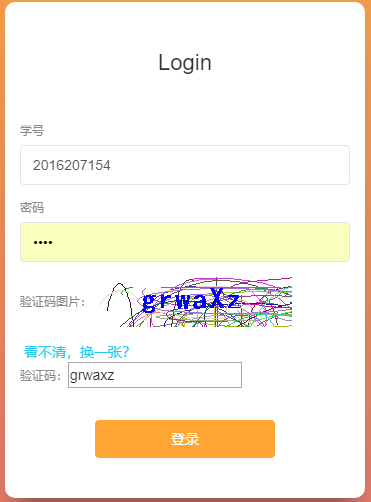 Login
学号
2016207154
密码
••••
验证码图片： grwaXz
看不清，换一张？
验证码： grwaxz
登录